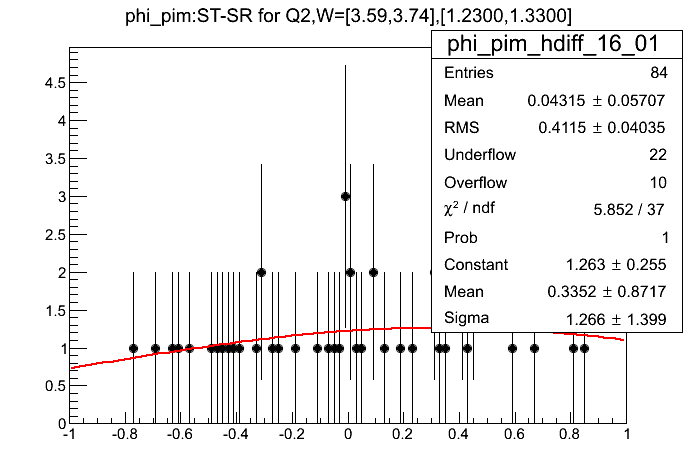 phi_pim:ST-SR for Q2,W=[3.59,3.74],[1.2300,1.3300]
phi_pim_hdiff_16_01
Entries 84
Mean 0.04315 ± 0.05707
RMS 0.4115 ± 0.04035
Underflow 22
Overflow 10
χ² / ndf 5.852 / 37
Prob 1
Constant 1.263 ± 0.255
Mean 0.3352 ± 0.8717
Sigma 1.266 ± 1.399
4.5
4
3.5
3
2.5
2
1.5
1
0.5
0
-1 -0.8 -0.6 -0.4 -0.2 0 0.2 0.4 0.6 0.8 1